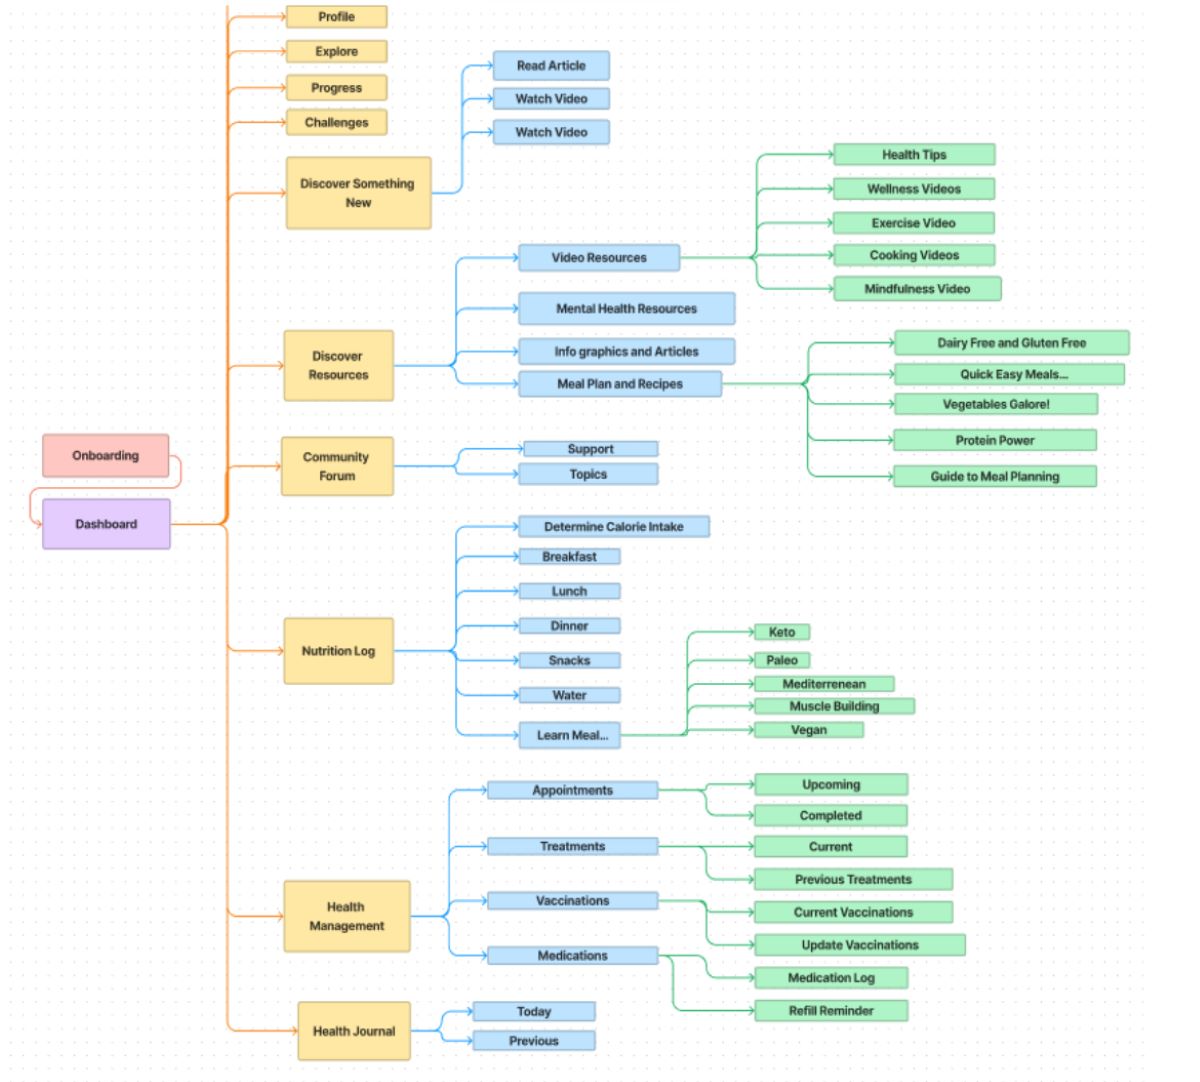 Profile
Explore
Progress
Challenges
Discover Something
New
Read Article
Watch Video
Watch Video
Discover
Resources
Video Resources
Health Tips
Wellness Videos
Exercise Video
Cooking Videos
Mindfulness Video
Mental Health Resources
Info graphics and Articles
Meal Plan and Recipes
Dairy Free and Gluten Free
Quick Easy Meals...
Vegetables Galore!
Protein Power
Guide to Meal Planning
Onboarding
Dashboard
Community
Forum
Support
Topics
Nutrition Log
Determine Calorie Intake
Breakfast
Lunch
Dinner
Snacks
Water
Learn Meal...
Keto
Paleo
Mediterrenean
Muscle Building
Vegan
Health
Management
Appointments
Upcoming
Completed
Treatments
Current
Previous Treatments
Vaccinations
Current Vaccinations
Update Vaccinations
Medications
Medication Log
Refill Reminder
Health Journal
Today
Previous